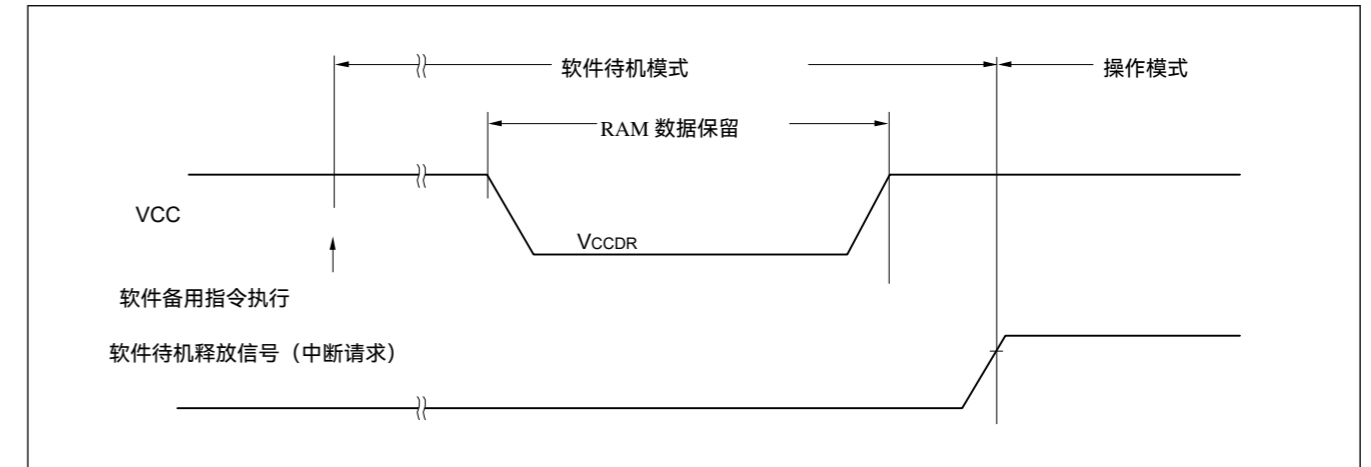 软件待机模式
操作模式
RAM 数据保留
VCC
VCCDR
软件备用指令执行
软件待机释放信号（中断请求）